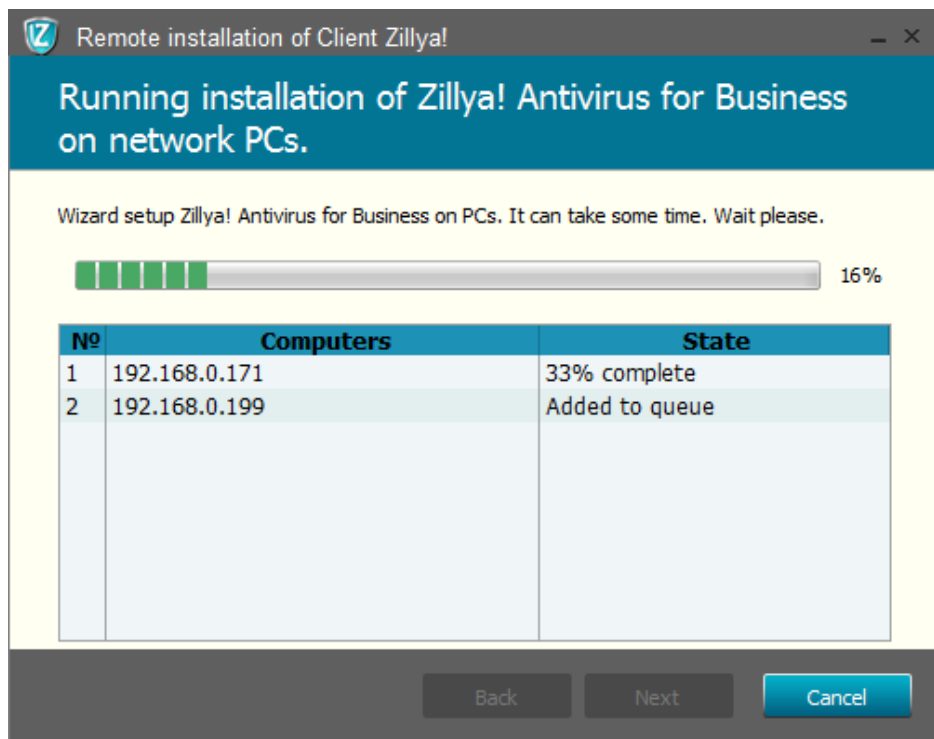 Remote installation of Client Zillya!
Running installation of Zillya! Antivirus for Business
on network PCs.
Wizard setup Zillya! Antivirus for Business on PCs. It can take some time. Wait please.
16%
Nº Computers State
1 192.168.0.171 33% complete
2 192.168.0.199 Added to queue
Back Next Cancel